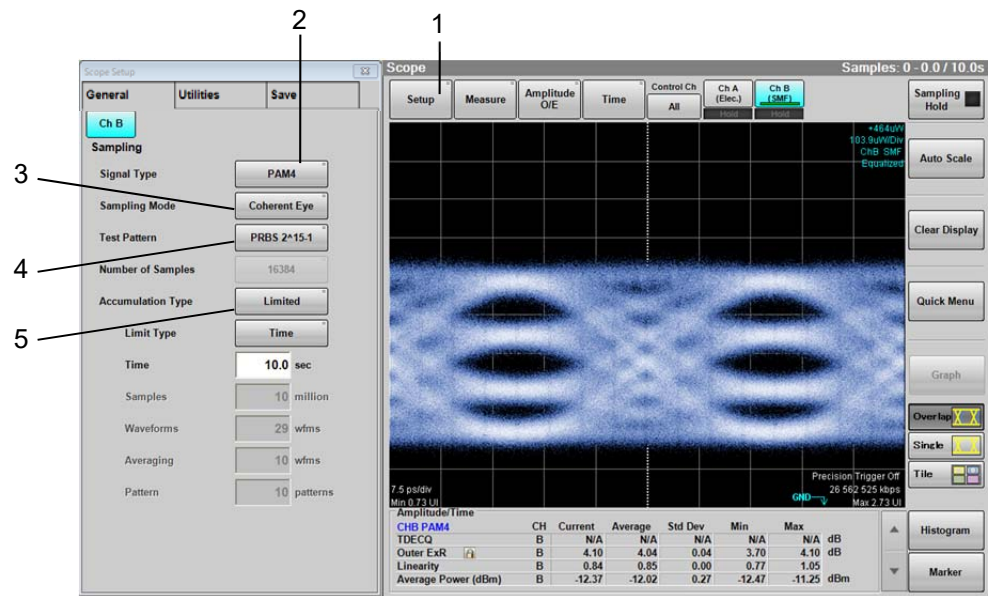 1
2
3
4
5
Scope Setup
General Utilities Save
Ch B
Sampling
Signal Type PAM4
Sampling Mode Coherent Eye
Test Pattern PRBS 2^15-1
Number of Samples 16384
Accumulation Type Limited
Limit Type Time
Time 10.0 sec
Samples 10 million
Waveforms 29 wfms
Averaging 10 wfms
Pattern 10 patterns
Scope Samples: 0 - 0.0 / 10.0s
Setup
Measure
Amplitude
O/E
Time
Control Ch
All
Ch A
(Elec.)
Hold
Ch B
(SMF)
Hold
Sampling
Hold
Auto Scale
Clear Display
Quick Menu
Graph
Overlap
Single
Tile
Histogram
Marker
+464uW
103.9uW/Div
ChB SMF
Equalized
7.5 ps/div
Min 0.73 UI
GND
Precision Trigger Off
26 562 525 kbps
Max 2.73 UI
Amplitude/Time
CHB PAM4 CH Current Average Std Dev Min Max
TDECQ B N/A N/A N/A N/A N/A dB
Outer ExR B 4.10 4.04 0.04 3.70 4.10 dB
Linearity B 0.84 0.85 0.00 0.77 1.05
Average Power (dBm) B -12.37 -12.02 0.27 -12.47 -11.25 dBm